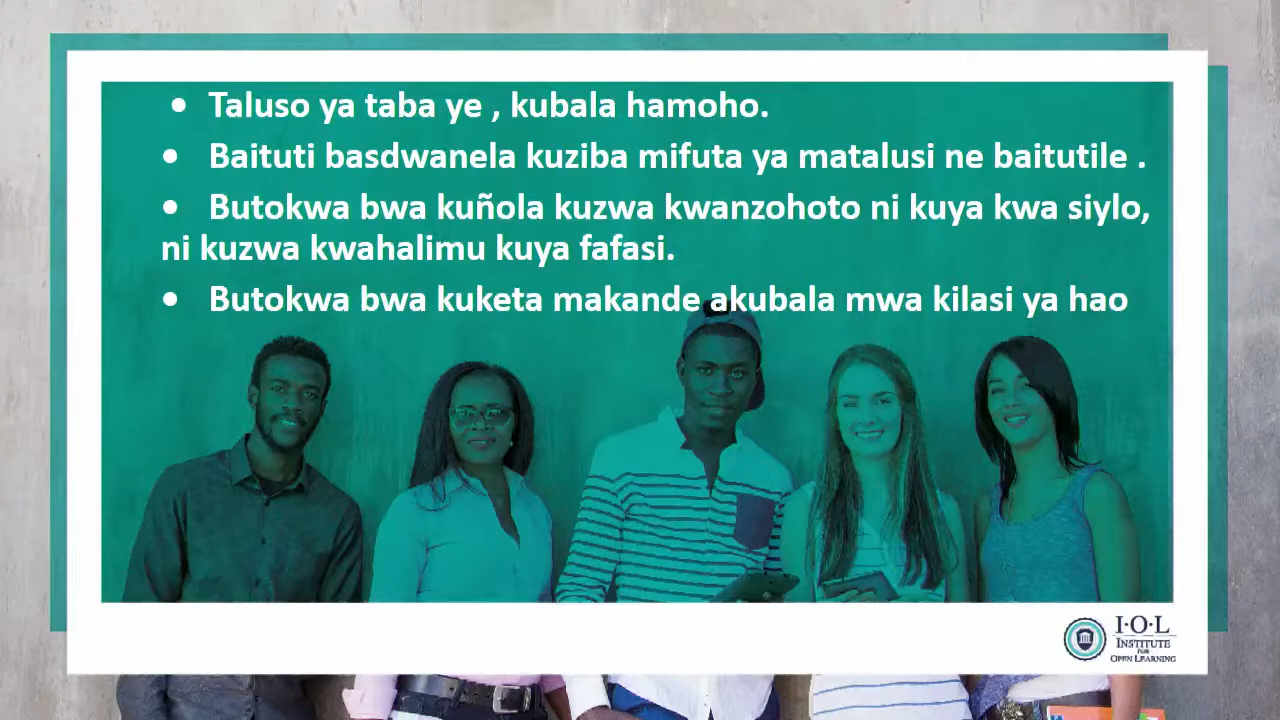 • Taluso ya taba ye , kubala hamoho.
• Baituti basdwanela kuziba mifuta ya matalusi ne baitutile .
• Butokwa bwa kuñola kuzwa kwanzohoto ni kuya kwa siylo,
ni kuzwa kwahalimu kuya fafasi.
• Butokwa bwa kuketa makande akubala mwa kilasi ya hao
I·O·L
INSTITUTE
FOR
OPEN LEARNING